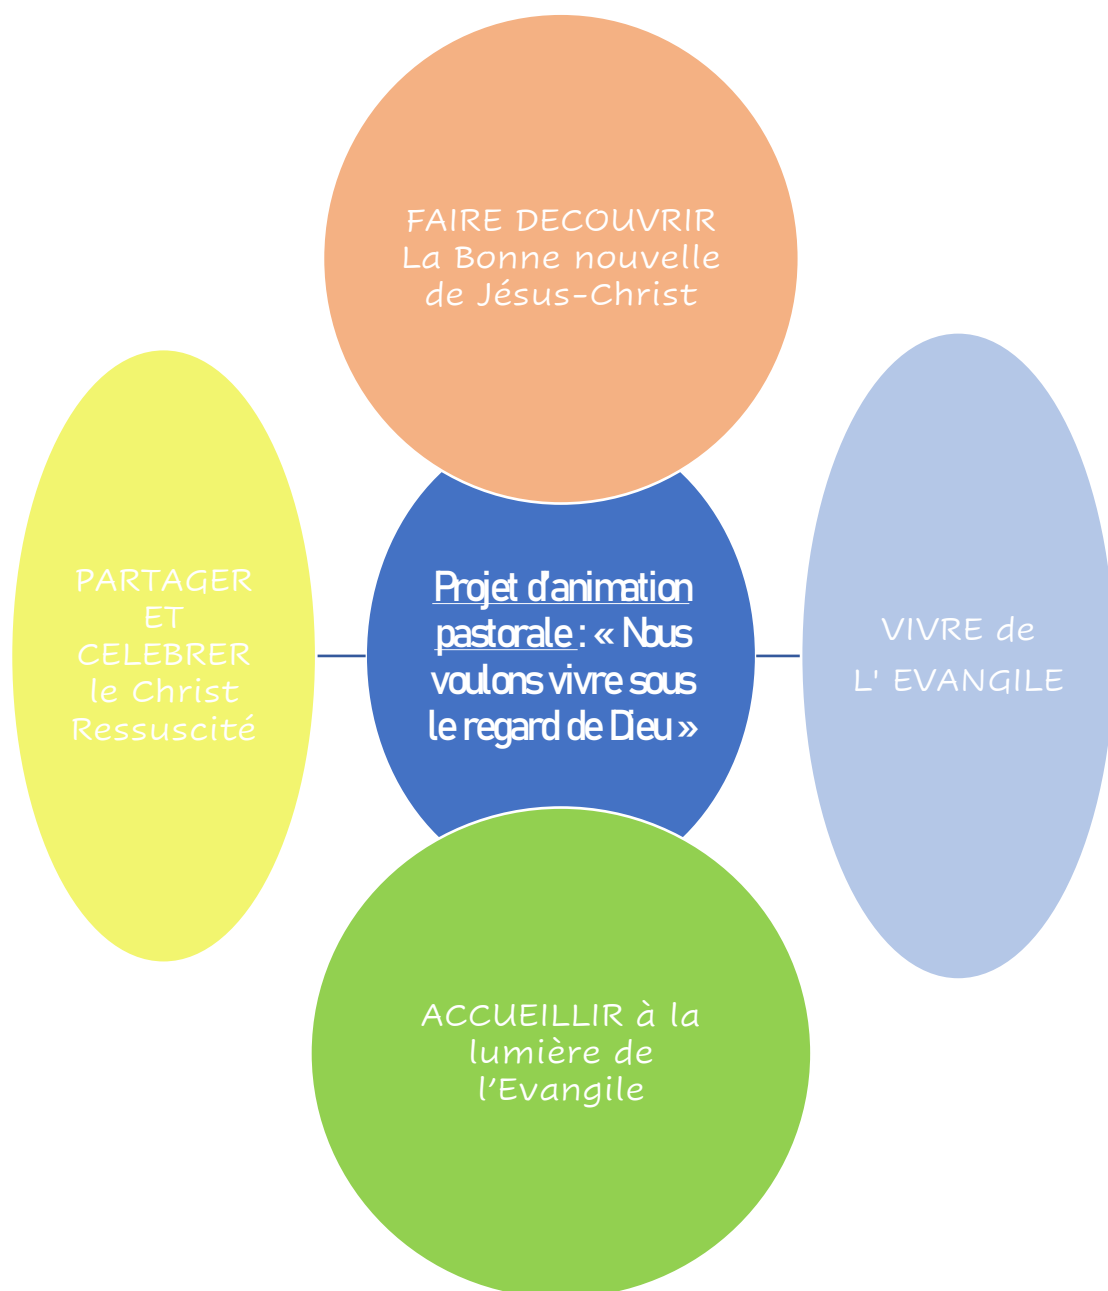 FAIRE DECOUVRIR
La Bonne nouvelle
de Jésus-Christ
PARTAGER
ET
CELEBRER
le Christ
Ressuscité
Projet d'animation
pastorale : « Nous
voulons vivre sous
le regard de Dieu »
VIVRE de
L' EVANGILE
ACCUEILLIR à la
lumière de
l’Evangile